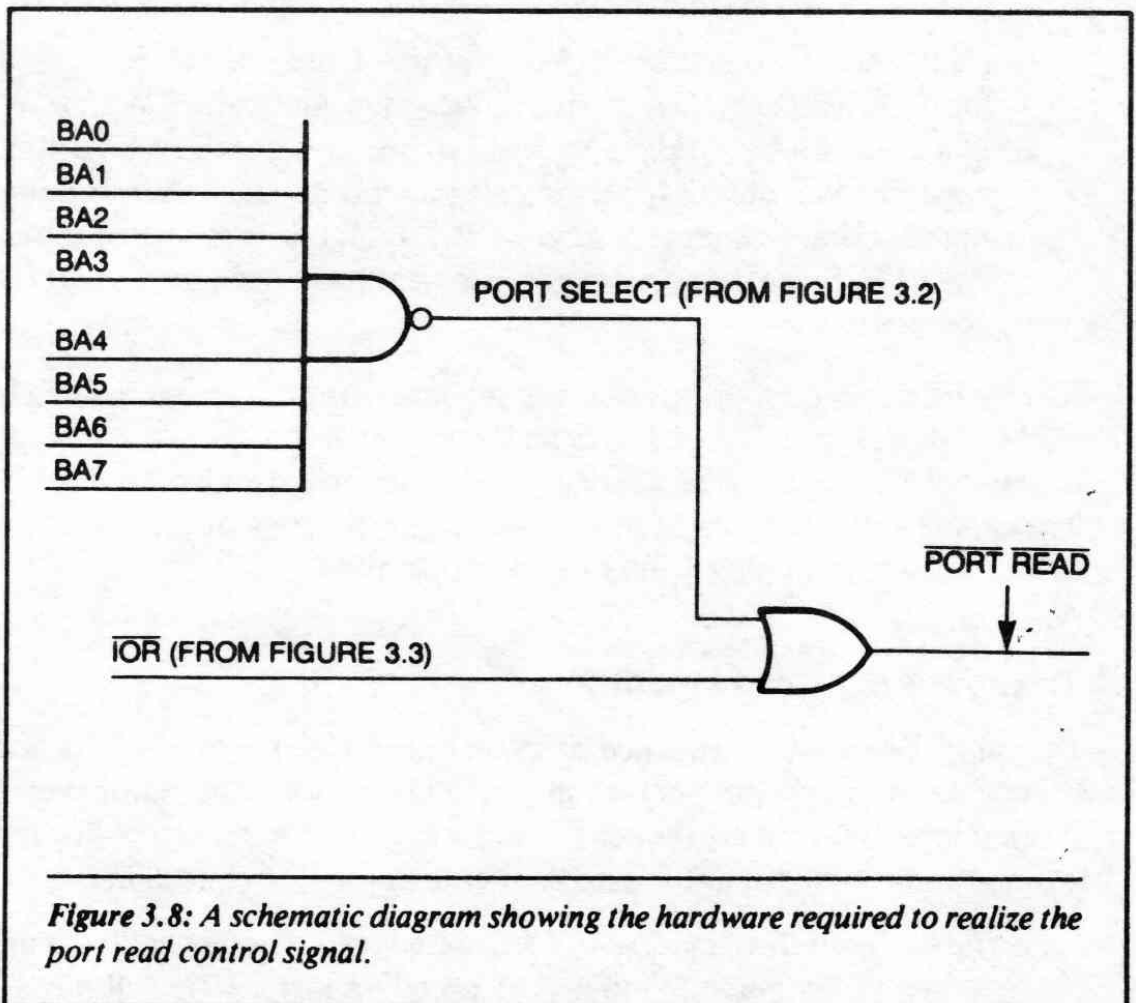 BA0
BA1
BA2
BA3
PORT SELECT (FROM FIGURE 3.2)
BA4
BA5
BA6
BA7
PORT READ
IOR (FROM FIGURE 3.3)
Figure 3.8: A schematic diagram showing the hardware required to realize the
port read control signal.